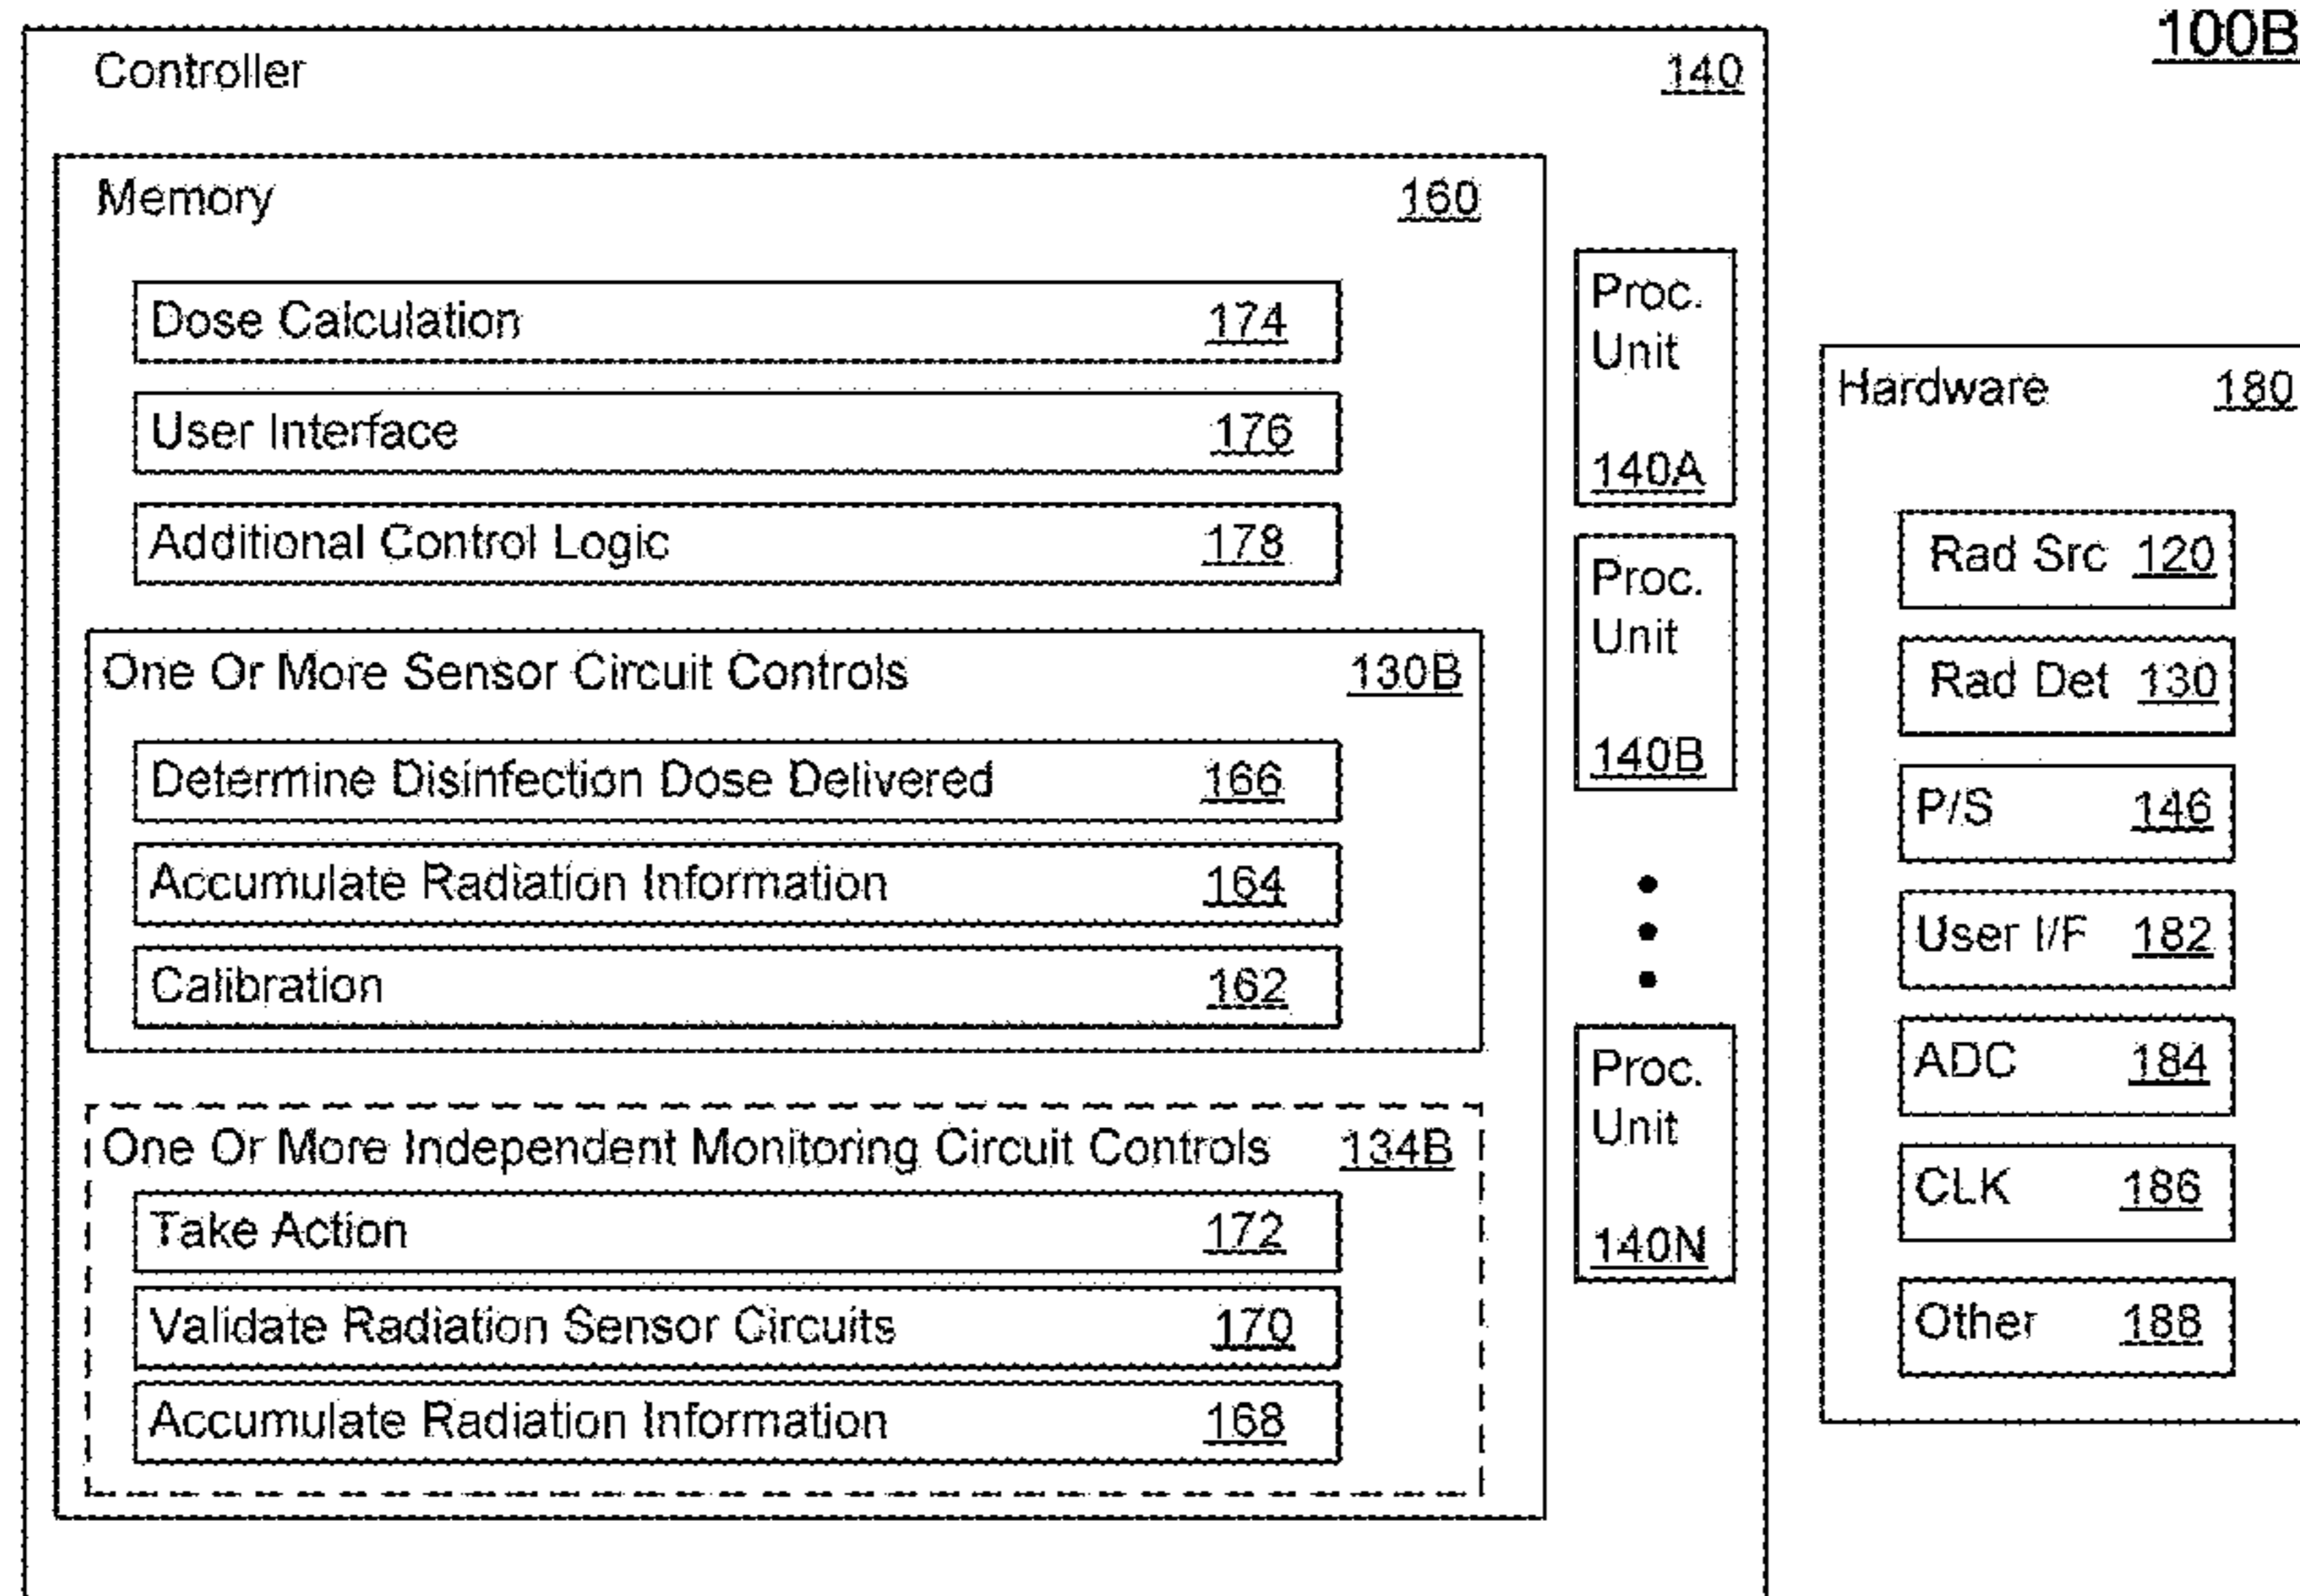 100B
Controller 140
Memory 160
Dose Calculation 174
User Interface 176
Additional Control Logic 178
One Or More Sensor Circuit Controls 130B
Determine Disinfection Dose Delivered 166
Accumulate Radiation Information 164
Calibration 162
One Or More Independent Monitoring Circuit Controls 134B
Take Action 172
Validate Radiation Sensor Circuits 170
Accumulate Radiation Information 168
Proc.
Unit
140A
Proc.
Unit
140B
Proc.
Unit
140N
Hardware 180
Rad Src 120
Rad Det 130
P/S 146
User I/F 182
ADC 184
CLK 186
Other 188